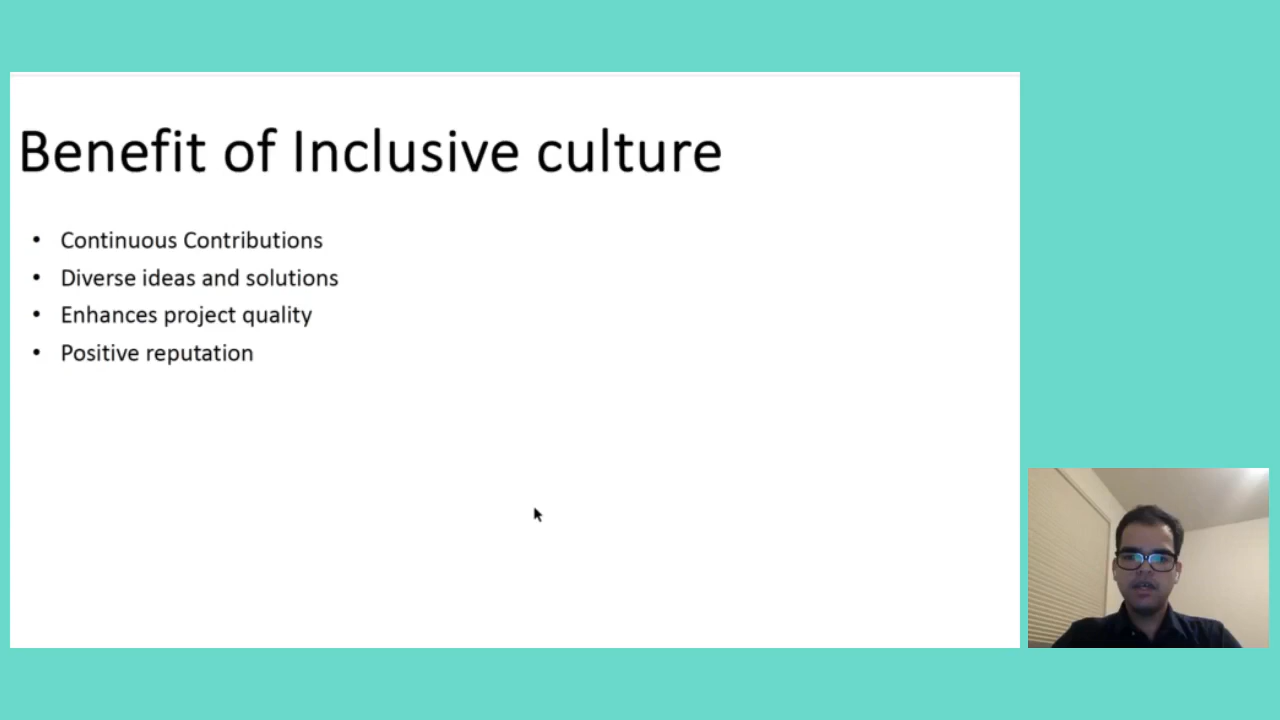 Benefit of Inclusive culture
• Continuous Contributions
• Diverse ideas and solutions
• Enhances project quality
• Positive reputation